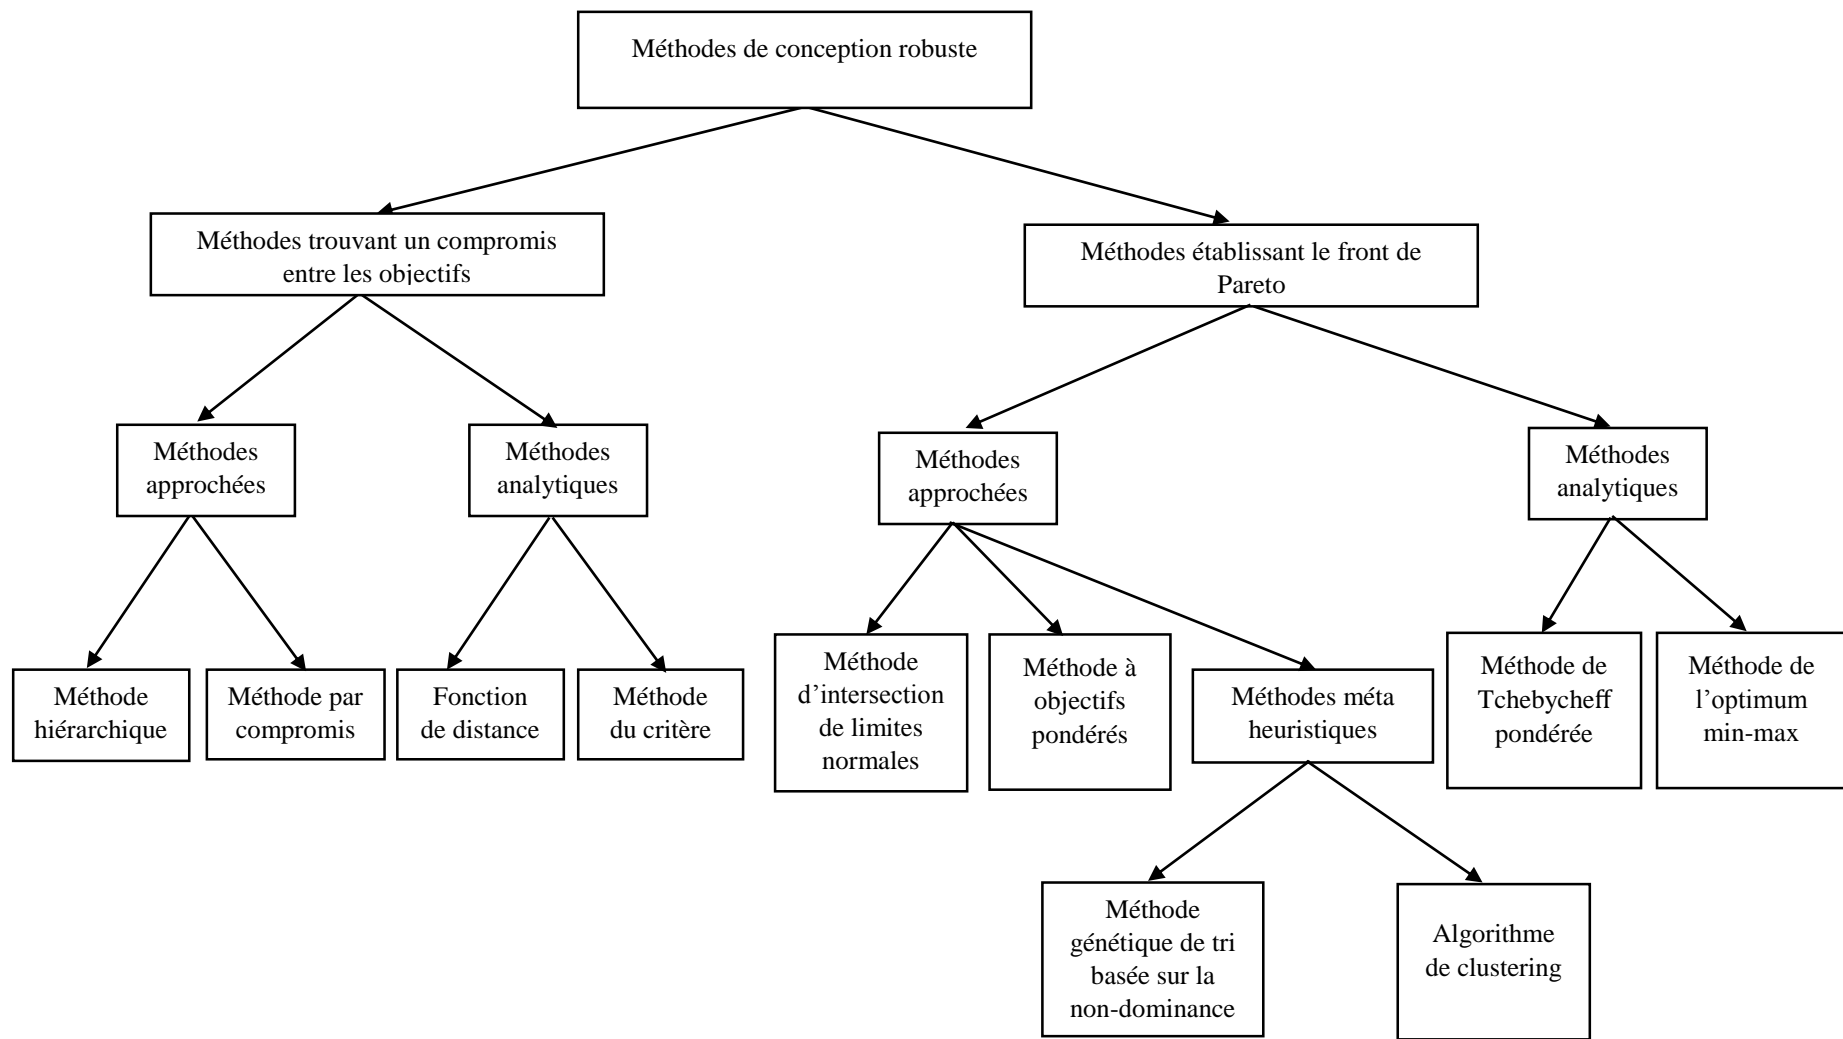 Méthodes de conception robuste
Méthodes trouvant un compromis
entre les objectifs
Méthodes établissant le front de
Pareto
Méthodes
approchées
Méthodes
analytiques
Méthodes
approchées
Méthodes
analytiques
Méthode
hiérarchique
Méthode par
compromis
Fonction
de distance
Méthode
du critère
Méthode
d’intersection
de limites
normales
Méthode à
objectifs
pondérés
Méthodes méta
heuristiques
Méthode de
Tchebycheff
pondérée
Méthode de
l’optimum
min-max
Méthode
génétique de tri
basée sur la
non-dominance
Algorithme
de clustering